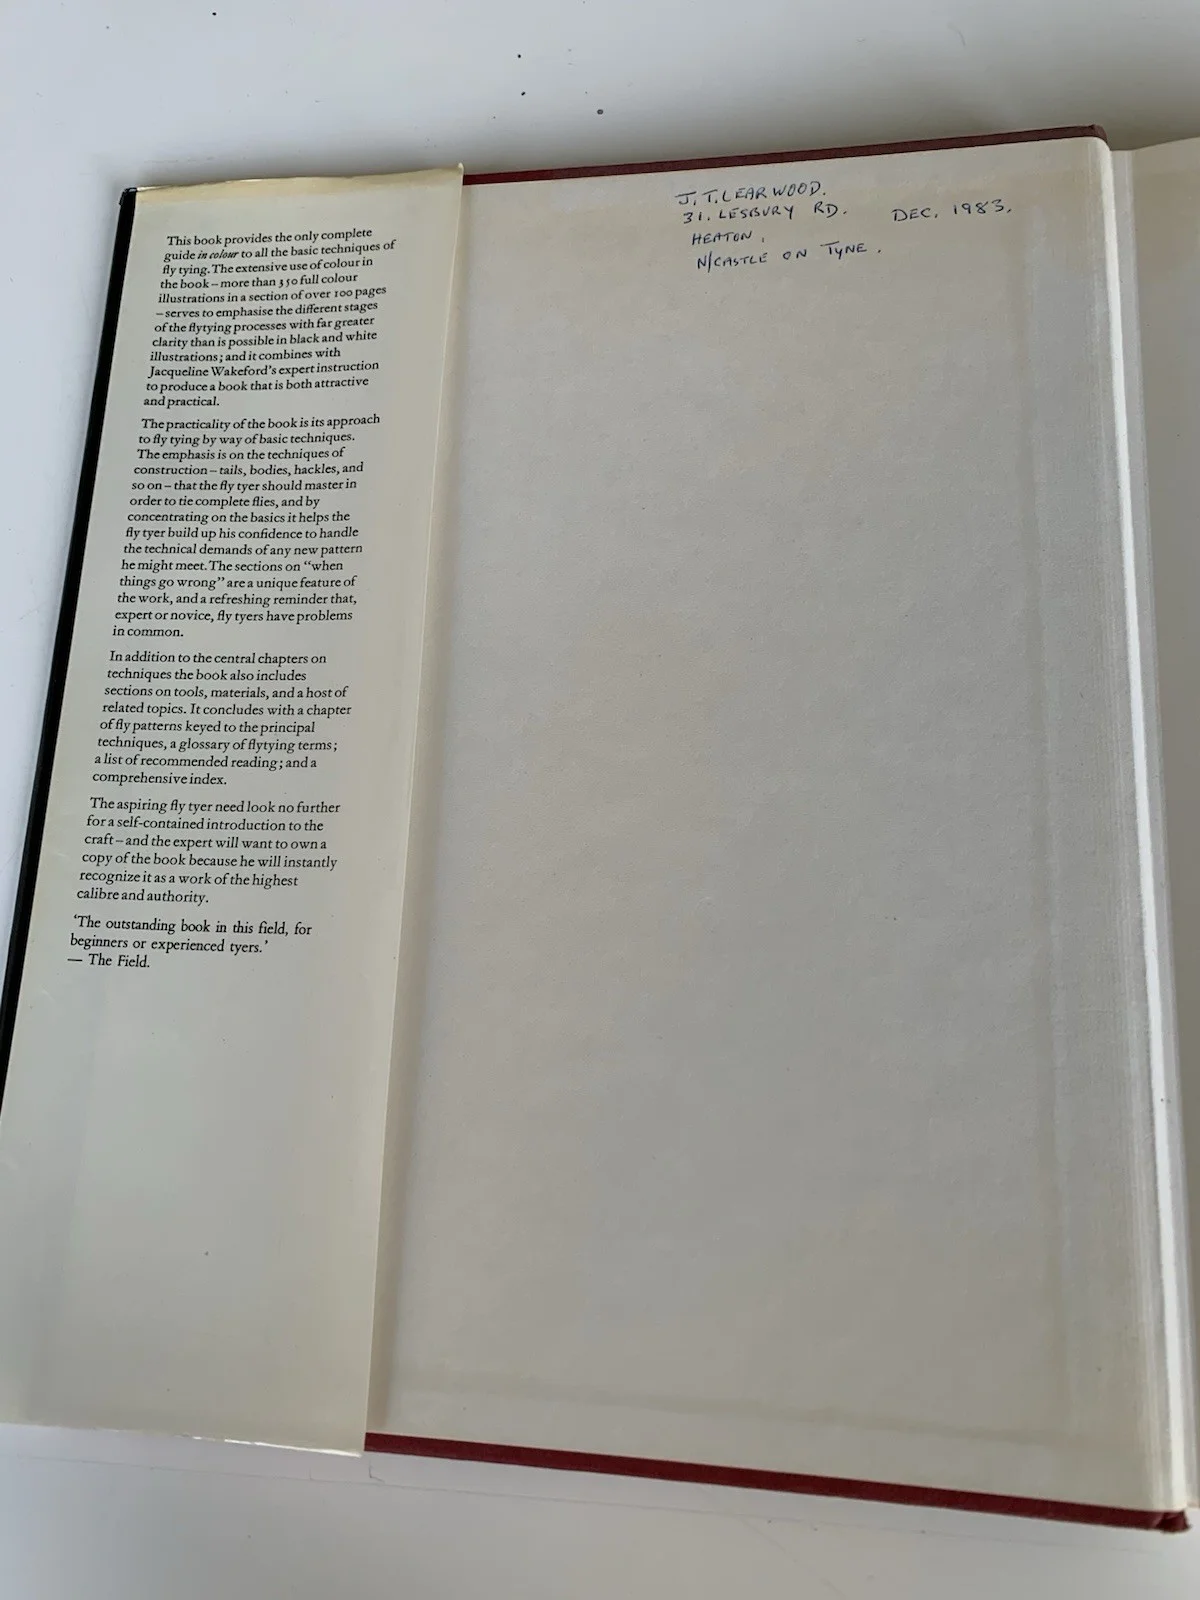 This book provides the only complete
guide in colour to all the basic techniques of
fly tying. The extensive use of colour in
the book – more than 350 full colour
illustrations in a section of over 100 pages
– serves to emphasise the different stages
of the flytying processes with far greater
clarity than is possible in black and white
illustrations; and it combines with
Jacqueline Wakeford's expert instruction
to produce a book that is both attractive
and practical.
The practicality of the book is its approach
to fly tying by way of basic techniques.
The emphasis is on the techniques of
construction – tails, bodies, hackles, and
so on – that the fly tyer should master in
order to tie complete flies, and by
concentrating on the basics it helps the
fly tyer build up his confidence to handle
the technical demands of any new pattern
he might meet. The sections on "when
things go wrong" are a unique feature of
the work, and a refreshing reminder that,
expert or novice, fly tyers have problems
in common.
In addition to the central chapters on
techniques the book also includes
sections on tools, materials, and a host of
related topics. It concludes with a chapter
of fly patterns keyed to the principal
techniques, a glossary of flytying terms;
a list of recommended reading; and a
comprehensive index.
The aspiring fly tyer need look no further
for a self-contained introduction to the
craft – and the expert will want to own a
copy of the book because he will instantly
recognize it as a work of the highest
calibre and authority.
'The outstanding book in this field, for
beginners or experienced tyers.'
— The Field.
J. T. LEARWOOD.
31. LESBURY RD. DEC. 1983.
HEATON,
N/CASTLE ON TYNE.